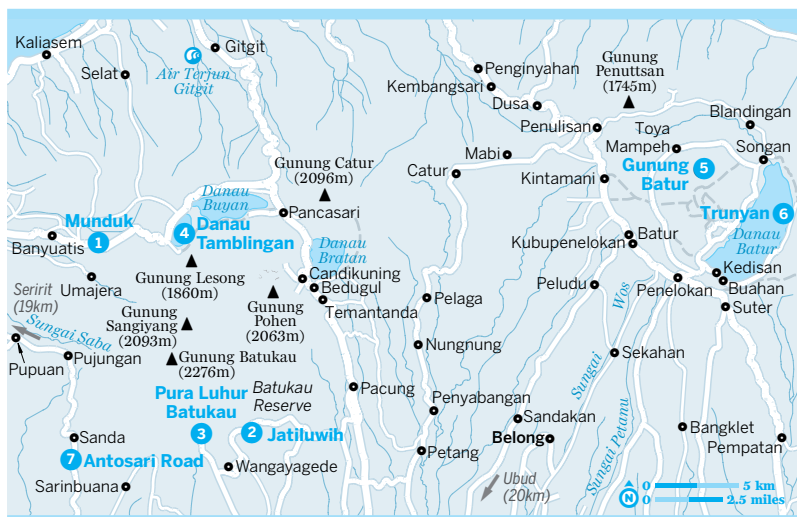 Kaliasem
Gitgit
Selat
Air Terjun
Gitgit
Penginyahan
Kembangsari
Dusa
Gunung
Penuttsan
(1745m)
Penulisan
Blandingan
Toya
Mampeh
Songan
Gunung
Batur
5
Mabi
Catur
Kintamani
Gunung Catur
(2096m)
Danau
Buyan
Pancasari
Munduk
1
Banyuatis
4
Danau
Tamblingan
Trunyan
6
Danau
Batur
Batur
Kubupenelokan
Danau
Bratan
Gunung Lesong
(1860m)
Candikuning
Bedugul
Temantanda
Umajera
Seririt
(19km)
Gunung
Sangiyang
(2093m)
Gunung
Pohen
(2063m)
Pelaga
Peludu
Penelokan
Kedisan
Buahan
Suter
Sungai Saba
Pupuan
Pujungan
Gunung Batukau
(2276m)
Nungnung
Sungai
Wos
Sekahan
Pura Luhur
Batukau
3
Batukau
Reserve
Pacung
Penyabangan
Sandakan
Belong
Sungai Petanu
Bangklet
Pempatan
2
Jatiluwih
Sanda
7
Antosari Road
Wangayagede
Petang
Sarinbuana
Ubud
(20km)
N
0 5 km
0 2.5 miles